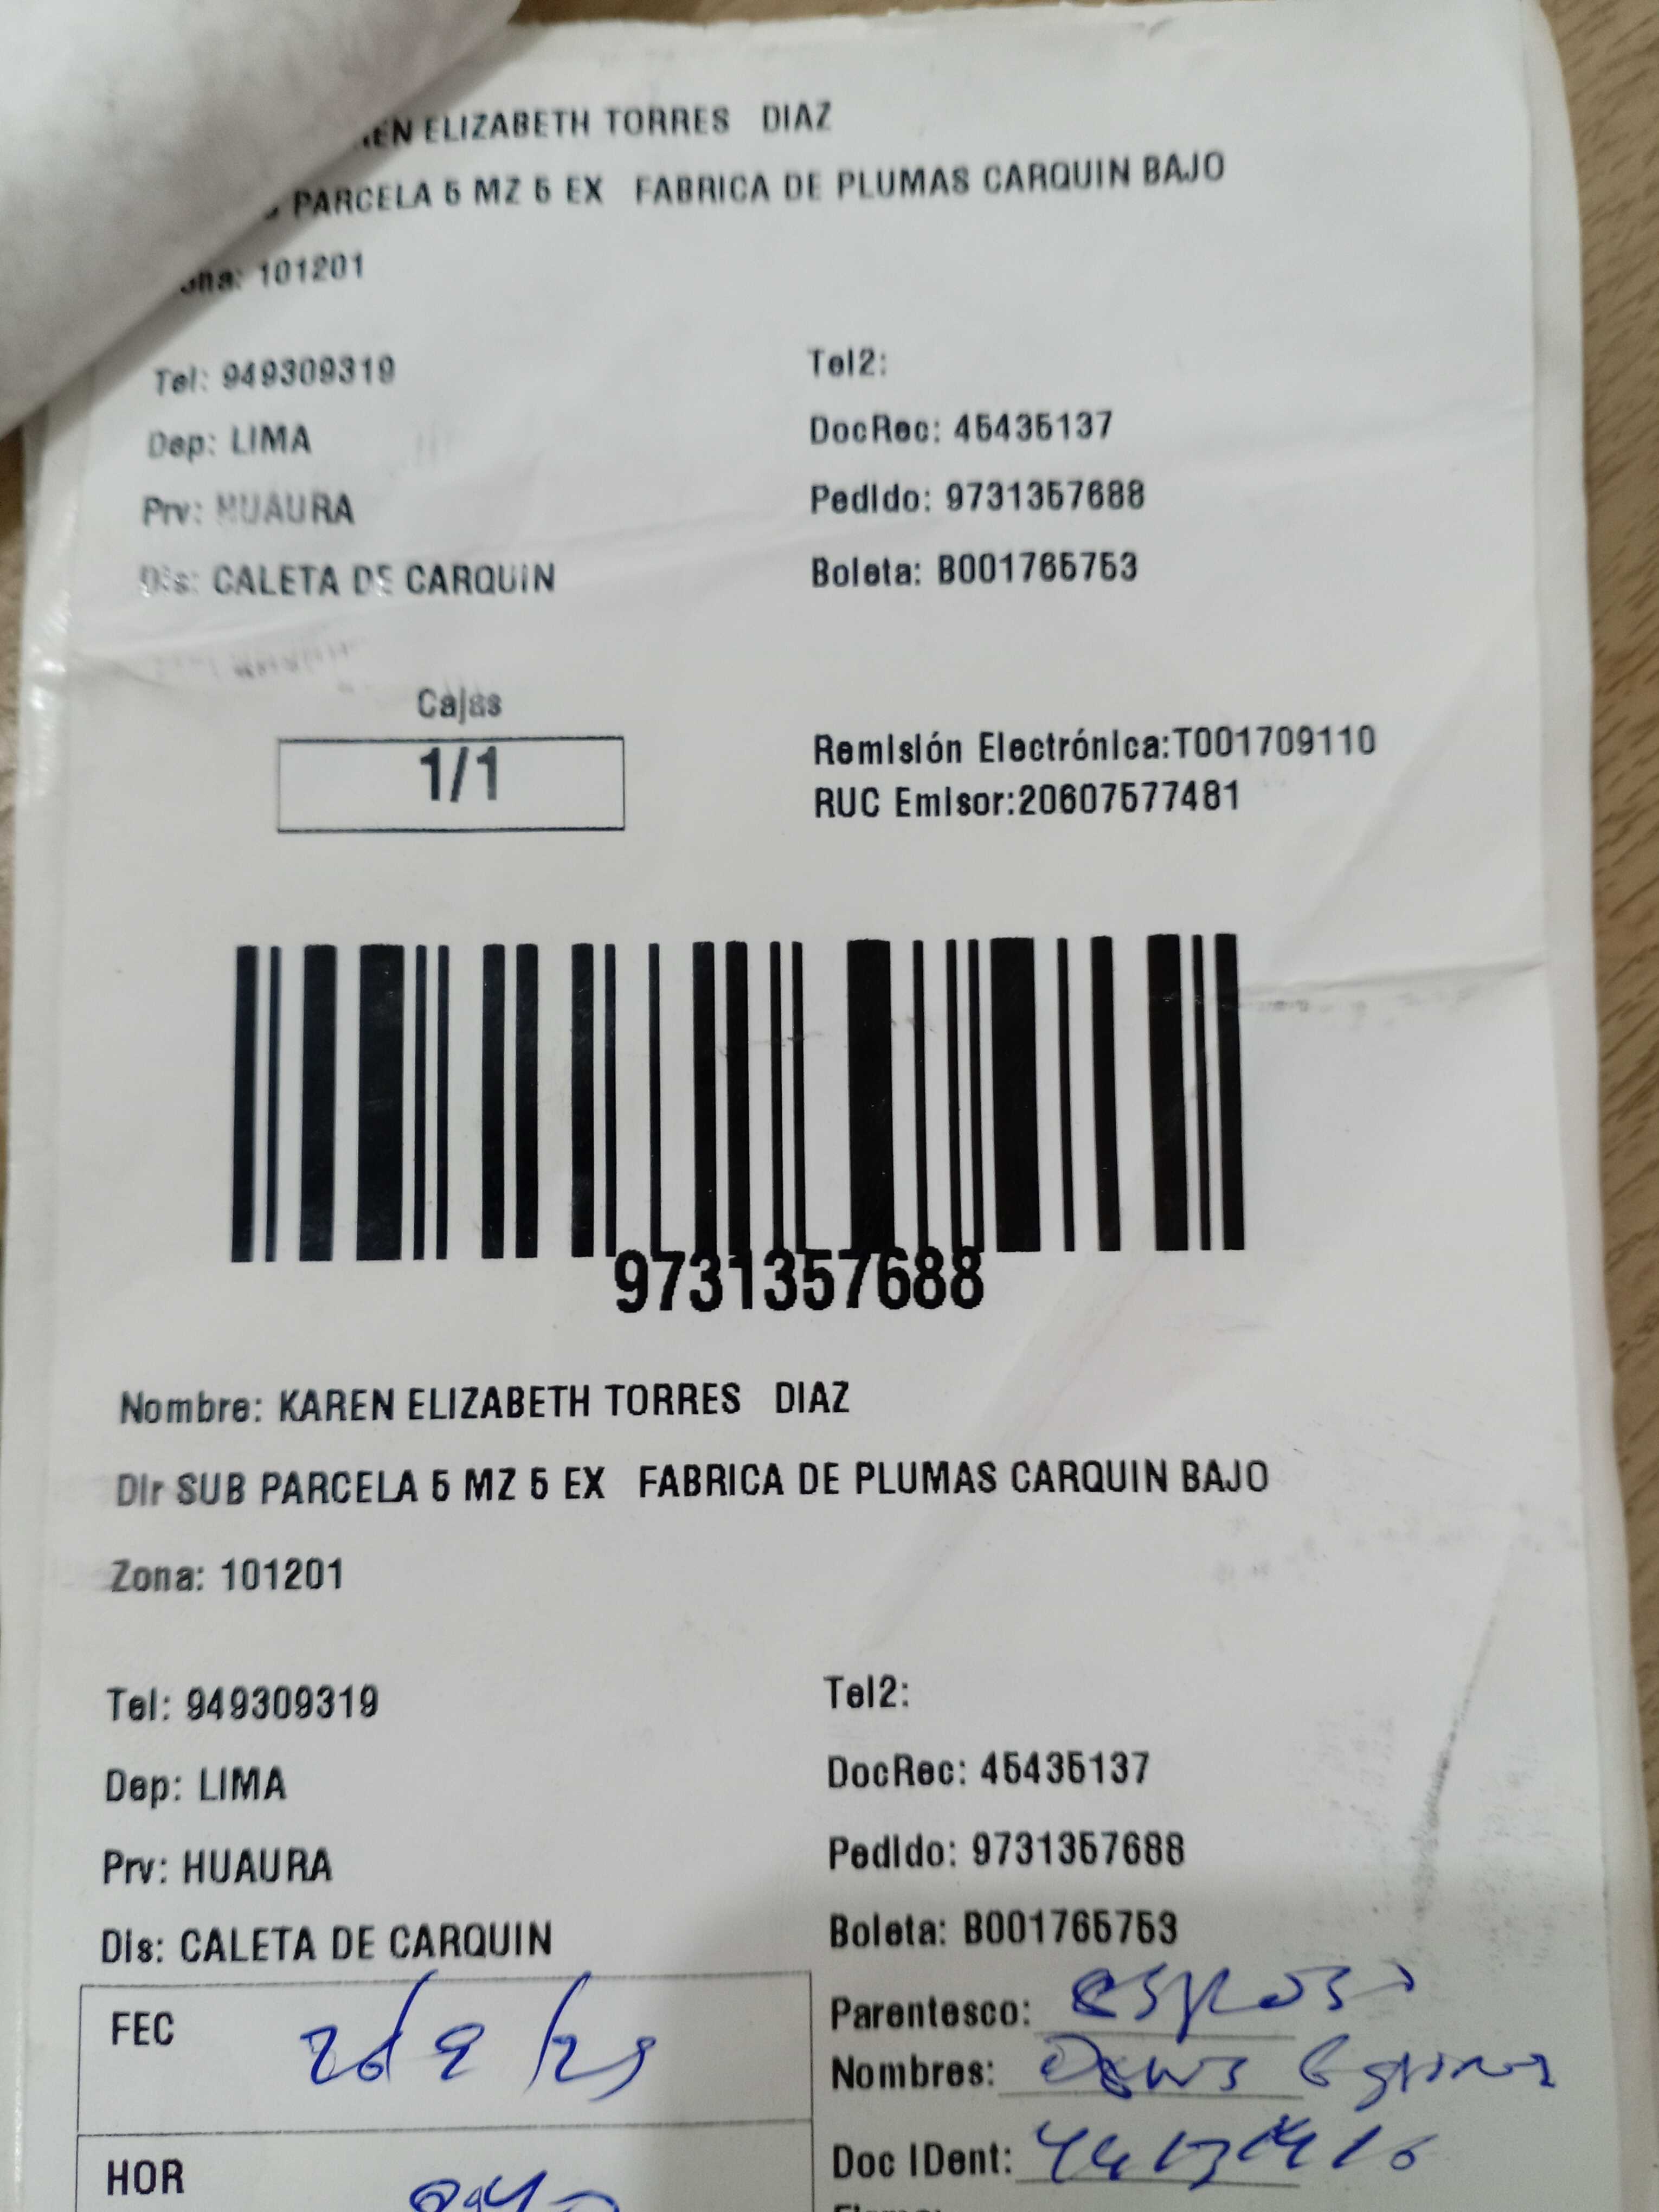 ELIZABETH TORRES DIAZ
PARCELA 5 MZ 5 EX FABRICA DE PLUMAS CARQUIN BAJO
101201
Tel: 949309319
Tel2:
Dep: LIMA
DocRec: 45435137
Prv: HUAURA
Pedido: 9731357688
Dis: CALETA DE CARQUIN
Boleta: B001765753
Cajas
1/1
Remisión Electrónica:T001709110
RUC Emisor:20607577481
9731357688
Nombre: KAREN ELIZABETH TORRES DIAZ
Dir SUB PARCELA 5 MZ 5 EX FABRICA DE PLUMAS CARQUIN BAJO
Zona: 101201
Tel: 949309319
Tel2:
Dep: LIMA
DocRec: 45435137
Prv: HUAURA
Pedido: 9731357688
Dis: CALETA DE CARQUIN
Boleta: B001765753
FEC
Parentesco: esposo
Nombres:
HOR
Doc IDent: